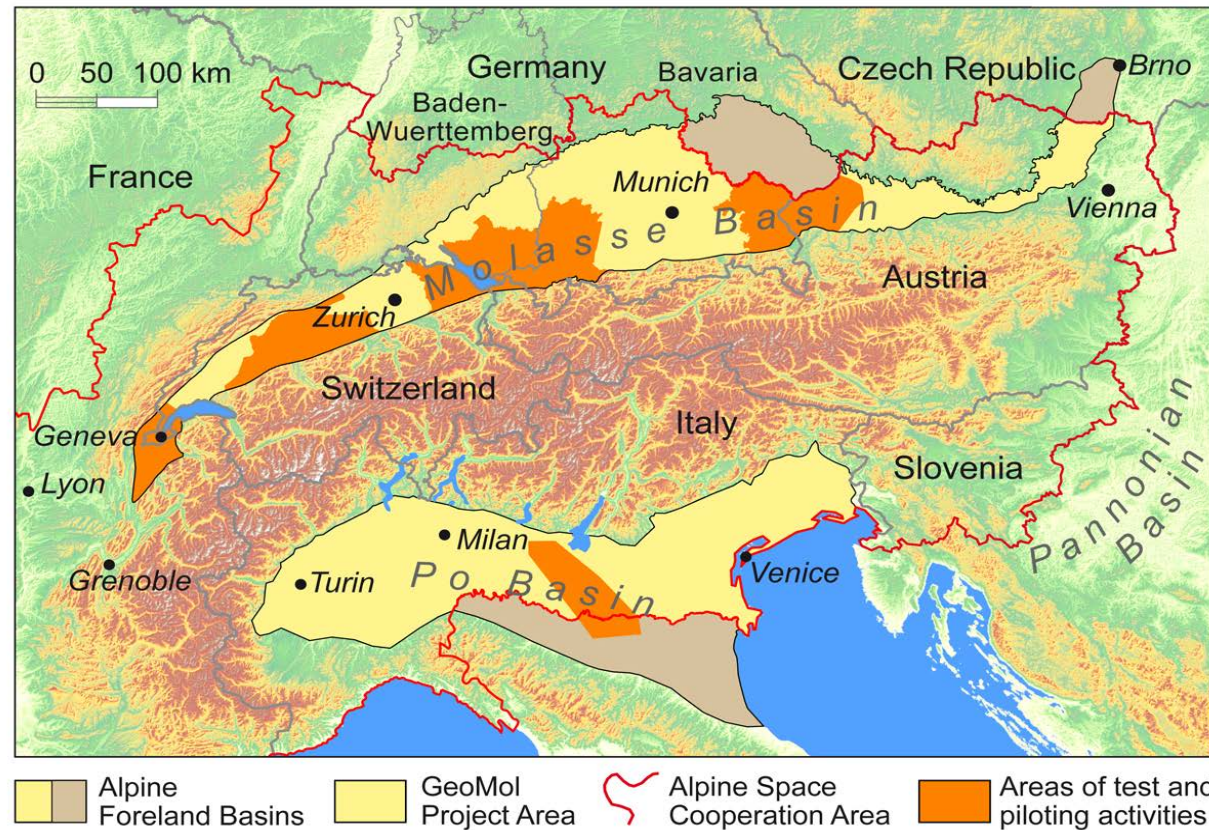 0 50 100 km
Germany
Bavaria
Czech Republic
Brno
Baden-
Wuerttemberg
France
Munich
Vienna
Molasse Basin
Austria
Zurich
Switzerland
Geneva
Italy
Slovenia
Lyon
Pannonian
Basin
Milan
Grenoble
Turin
Venice
Po Basin
Alpine
Foreland Basins
GeoMol
Project Area
Alpine Space
Cooperation Area
Areas of test and
piloting activities